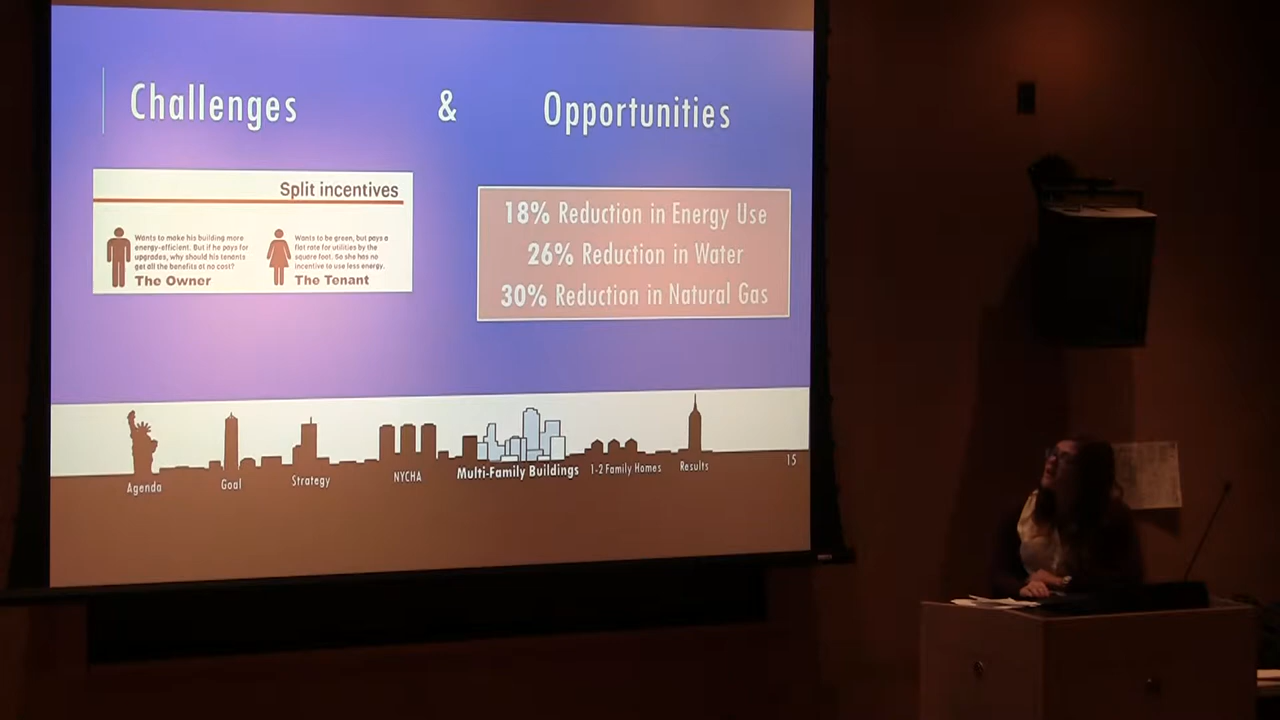 Challenges & Opportunities
Split incentives
Wants to make his building more
energy-efficient. But if he pays for
upgrades, why should his tenants
get all the benefits at no cost?
The Owner
Wants to be green, but pays a
flat rate for utilities by the
square foot. So she has no
incentive to use less energy.
The Tenant
18% Reduction in Energy Use
26% Reduction in Water
30% Reduction in Natural Gas
Agenda
Goal
Strategy
NYCHA
Multi-Family Buildings
1-2 Family Homes
Results
15